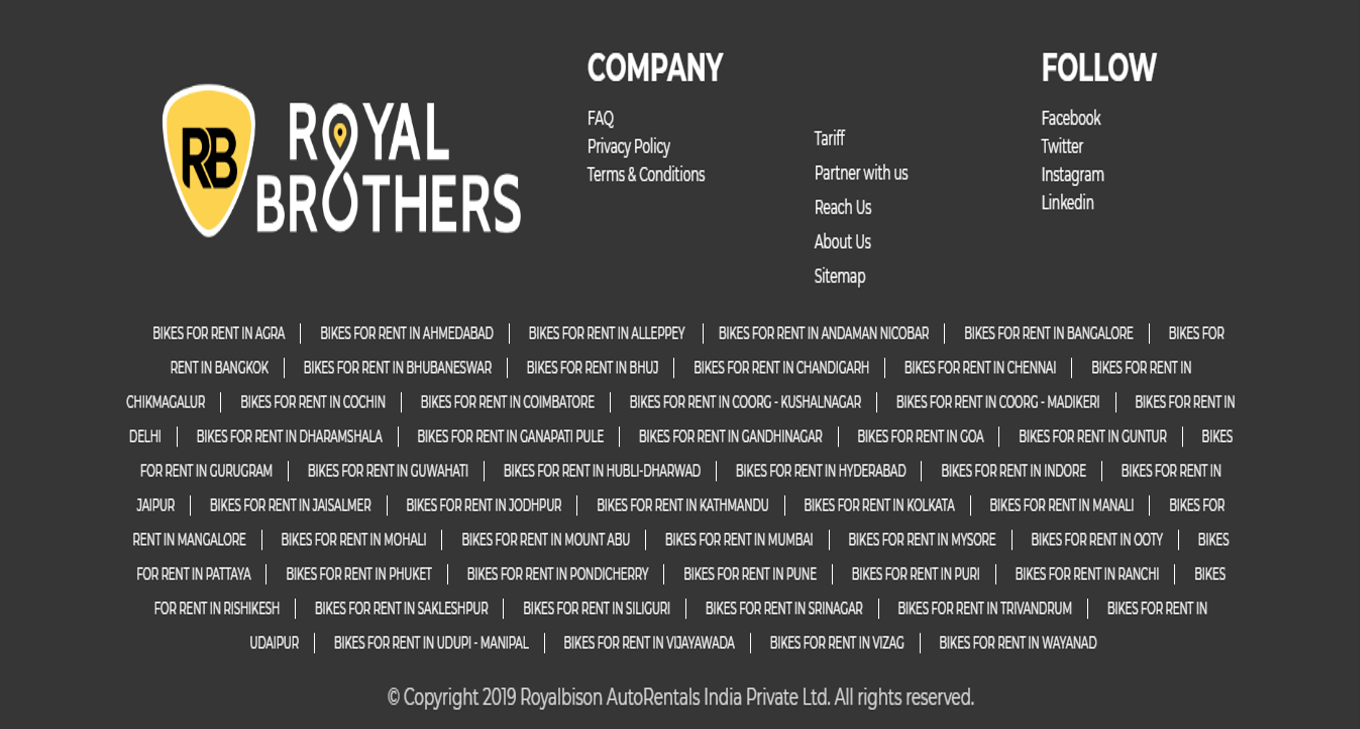 RB ROYAL
BROTHERS
COMPANY
FAQ
Privacy Policy
Terms & Conditions
Tariff
Partner with us
Reach Us
About Us
Sitemap
FOLLOW
Facebook
Twitter
Instagram
Linkedin
BIKES FOR RENT IN AGRA | BIKES FOR RENT IN AHMEDABAD | BIKES FOR RENT IN ALLEPPEY | BIKES FOR RENT IN ANDAMAN NICOBAR | BIKES FOR RENT IN BANGALORE | BIKES FOR
RENT IN BANGKOK | BIKES FOR RENT IN BHUBANESWAR | BIKES FOR RENT IN BHUJ | BIKES FOR RENT IN CHANDIGARH | BIKES FOR RENT IN CHENNAI | BIKES FOR RENT IN
CHIKMAGALUR | BIKES FOR RENT IN COCHIN | BIKES FOR RENT IN COIMBATORE | BIKES FOR RENT IN COORG - KUSHALNAGAR | BIKES FOR RENT IN COORG - MADIKERI | BIKES FOR RENT IN
DELHI | BIKES FOR RENT IN DHARAMSHALA | BIKES FOR RENT IN GANAPATI PULE | BIKES FOR RENT IN GANDHINAGAR | BIKES FOR RENT IN GOA | BIKES FOR RENT IN GUNTUR | BIKES
FOR RENT IN GURUGRAM | BIKES FOR RENT IN GUWAHATI | BIKES FOR RENT IN HUBLI-DHARWAD | BIKES FOR RENT IN HYDERABAD | BIKES FOR RENT IN INDORE | BIKES FOR RENT IN
JAIPUR | BIKES FOR RENT IN JAISALMER | BIKES FOR RENT IN JODHPUR | BIKES FOR RENT IN KATHMANDU | BIKES FOR RENT IN KOLKATA | BIKES FOR RENT IN MANALI | BIKES FOR
RENT IN MANGALORE | BIKES FOR RENT IN MOHALI | BIKES FOR RENT IN MOUNT ABU | BIKES FOR RENT IN MUMBAI | BIKES FOR RENT IN MYSORE | BIKES FOR RENT IN OOTY | BIKES
FOR RENT IN PATTAYA | BIKES FOR RENT IN PHUKET | BIKES FOR RENT IN PONDICHERRY | BIKES FOR RENT IN PUNE | BIKES FOR RENT IN PURI | BIKES FOR RENT IN RANCHI | BIKES
FOR RENT IN RISHIKESH | BIKES FOR RENT IN SAKLESHPUR | BIKES FOR RENT IN SILIGURI | BIKES FOR RENT IN SRINAGAR | BIKES FOR RENT IN TRIVANDRUM | BIKES FOR RENT IN
UDAIPUR | BIKES FOR RENT IN UDUPI - MANIPAL | BIKES FOR RENT IN VIJAYAWADA | BIKES FOR RENT IN VIZAG | BIKES FOR RENT IN WAYANAD
© Copyright 2019 Royalbison AutoRentals India Private Ltd. All rights reserved.